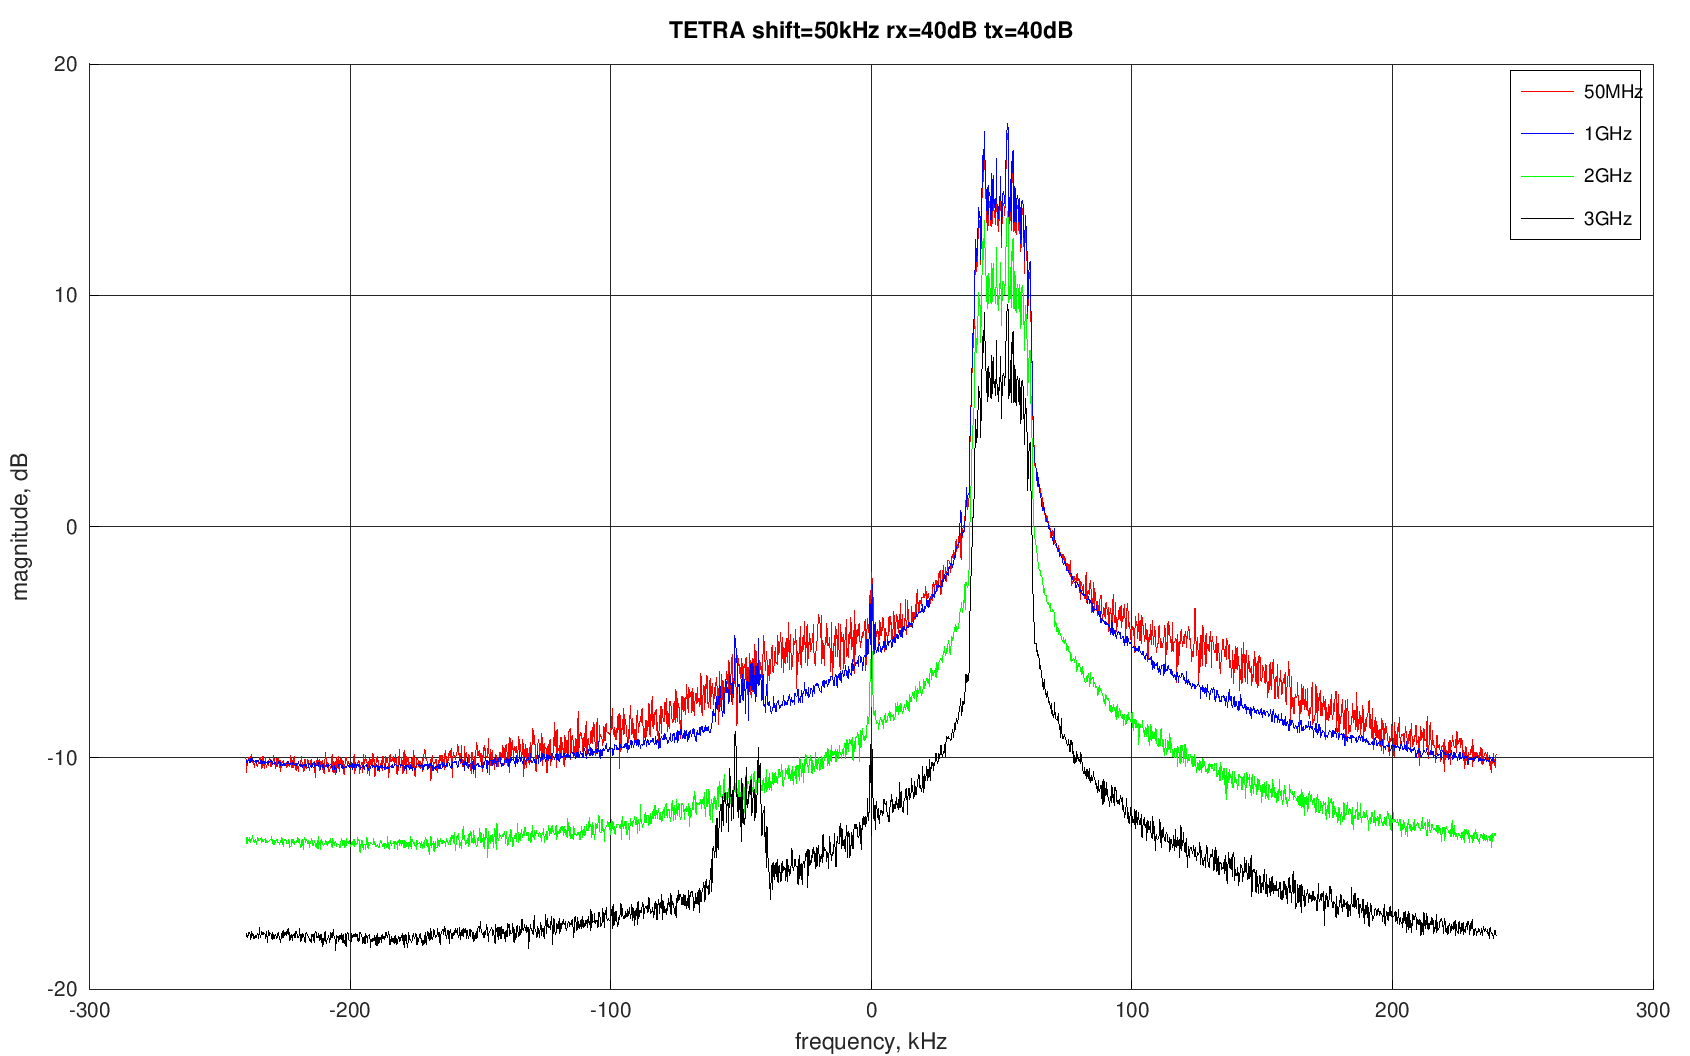 TETRA shift=50kHz rx=40dB tx=40dB
20
10
0
-10
-20
magnitude, dB
50MHz
1GHz
2GHz
3GHz
-300
-200
-100
0
100
200
300
frequency, kHz